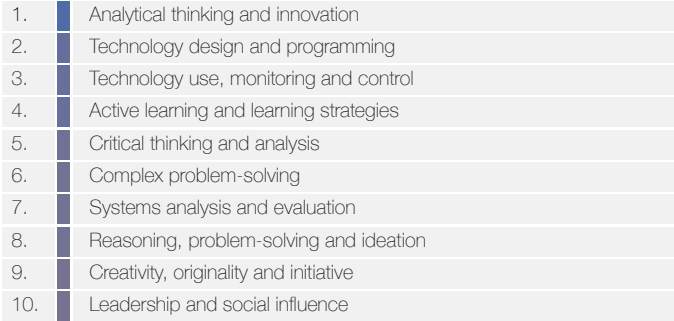 1. Analytical thinking and innovation
2. Technology design and programming
3. Technology use, monitoring and control
4. Active learning and learning strategies
5. Critical thinking and analysis
6. Complex problem-solving
7. Systems analysis and evaluation
8. Reasoning, problem-solving and ideation
9. Creativity, originality and initiative
10. Leadership and social influence